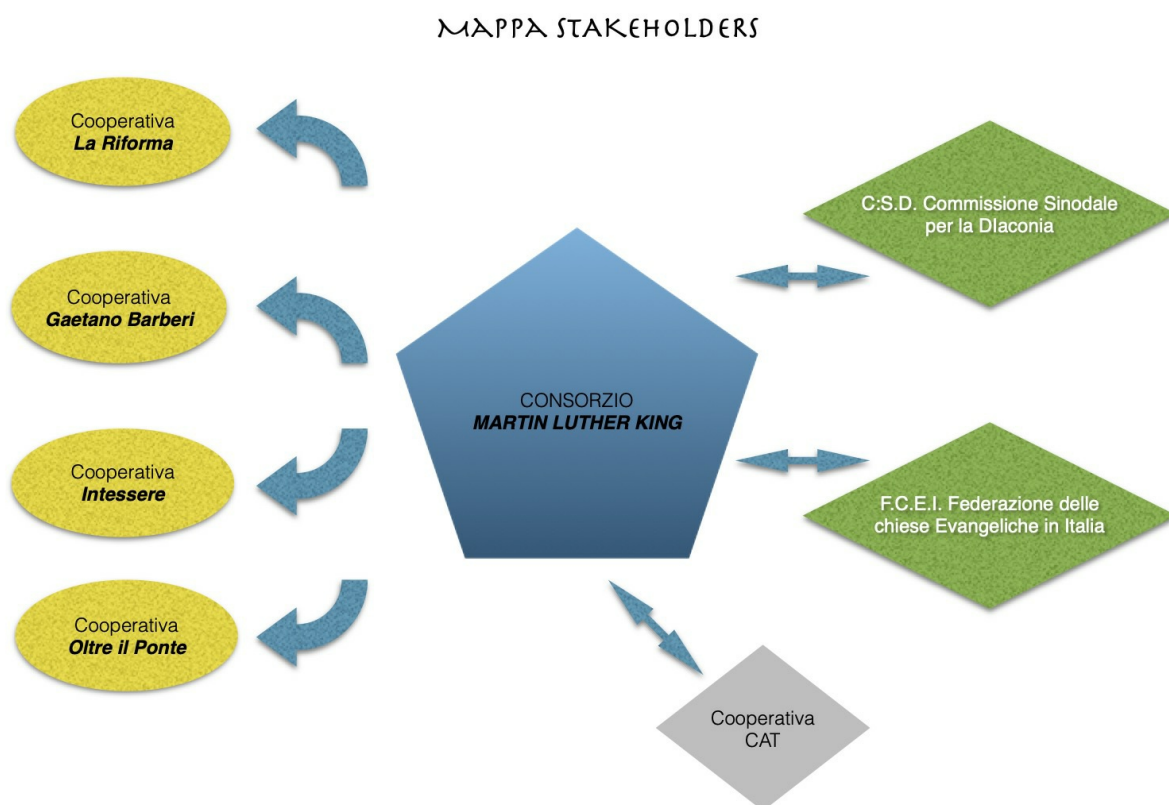 MAPPA STAKEHOLDERS
Cooperativa
La Riforma
Cooperativa
Gaetano Barberi
Cooperativa
Intessere
Cooperativa
Oltre il Ponte
CONSORZIO
MARTIN LUTHER KING
C:S.D. Commissione Sinodale
per la DIaconia
F.C.E.I. Federazione delle
chiese Evangeliche in Italia
Cooperativa
CAT